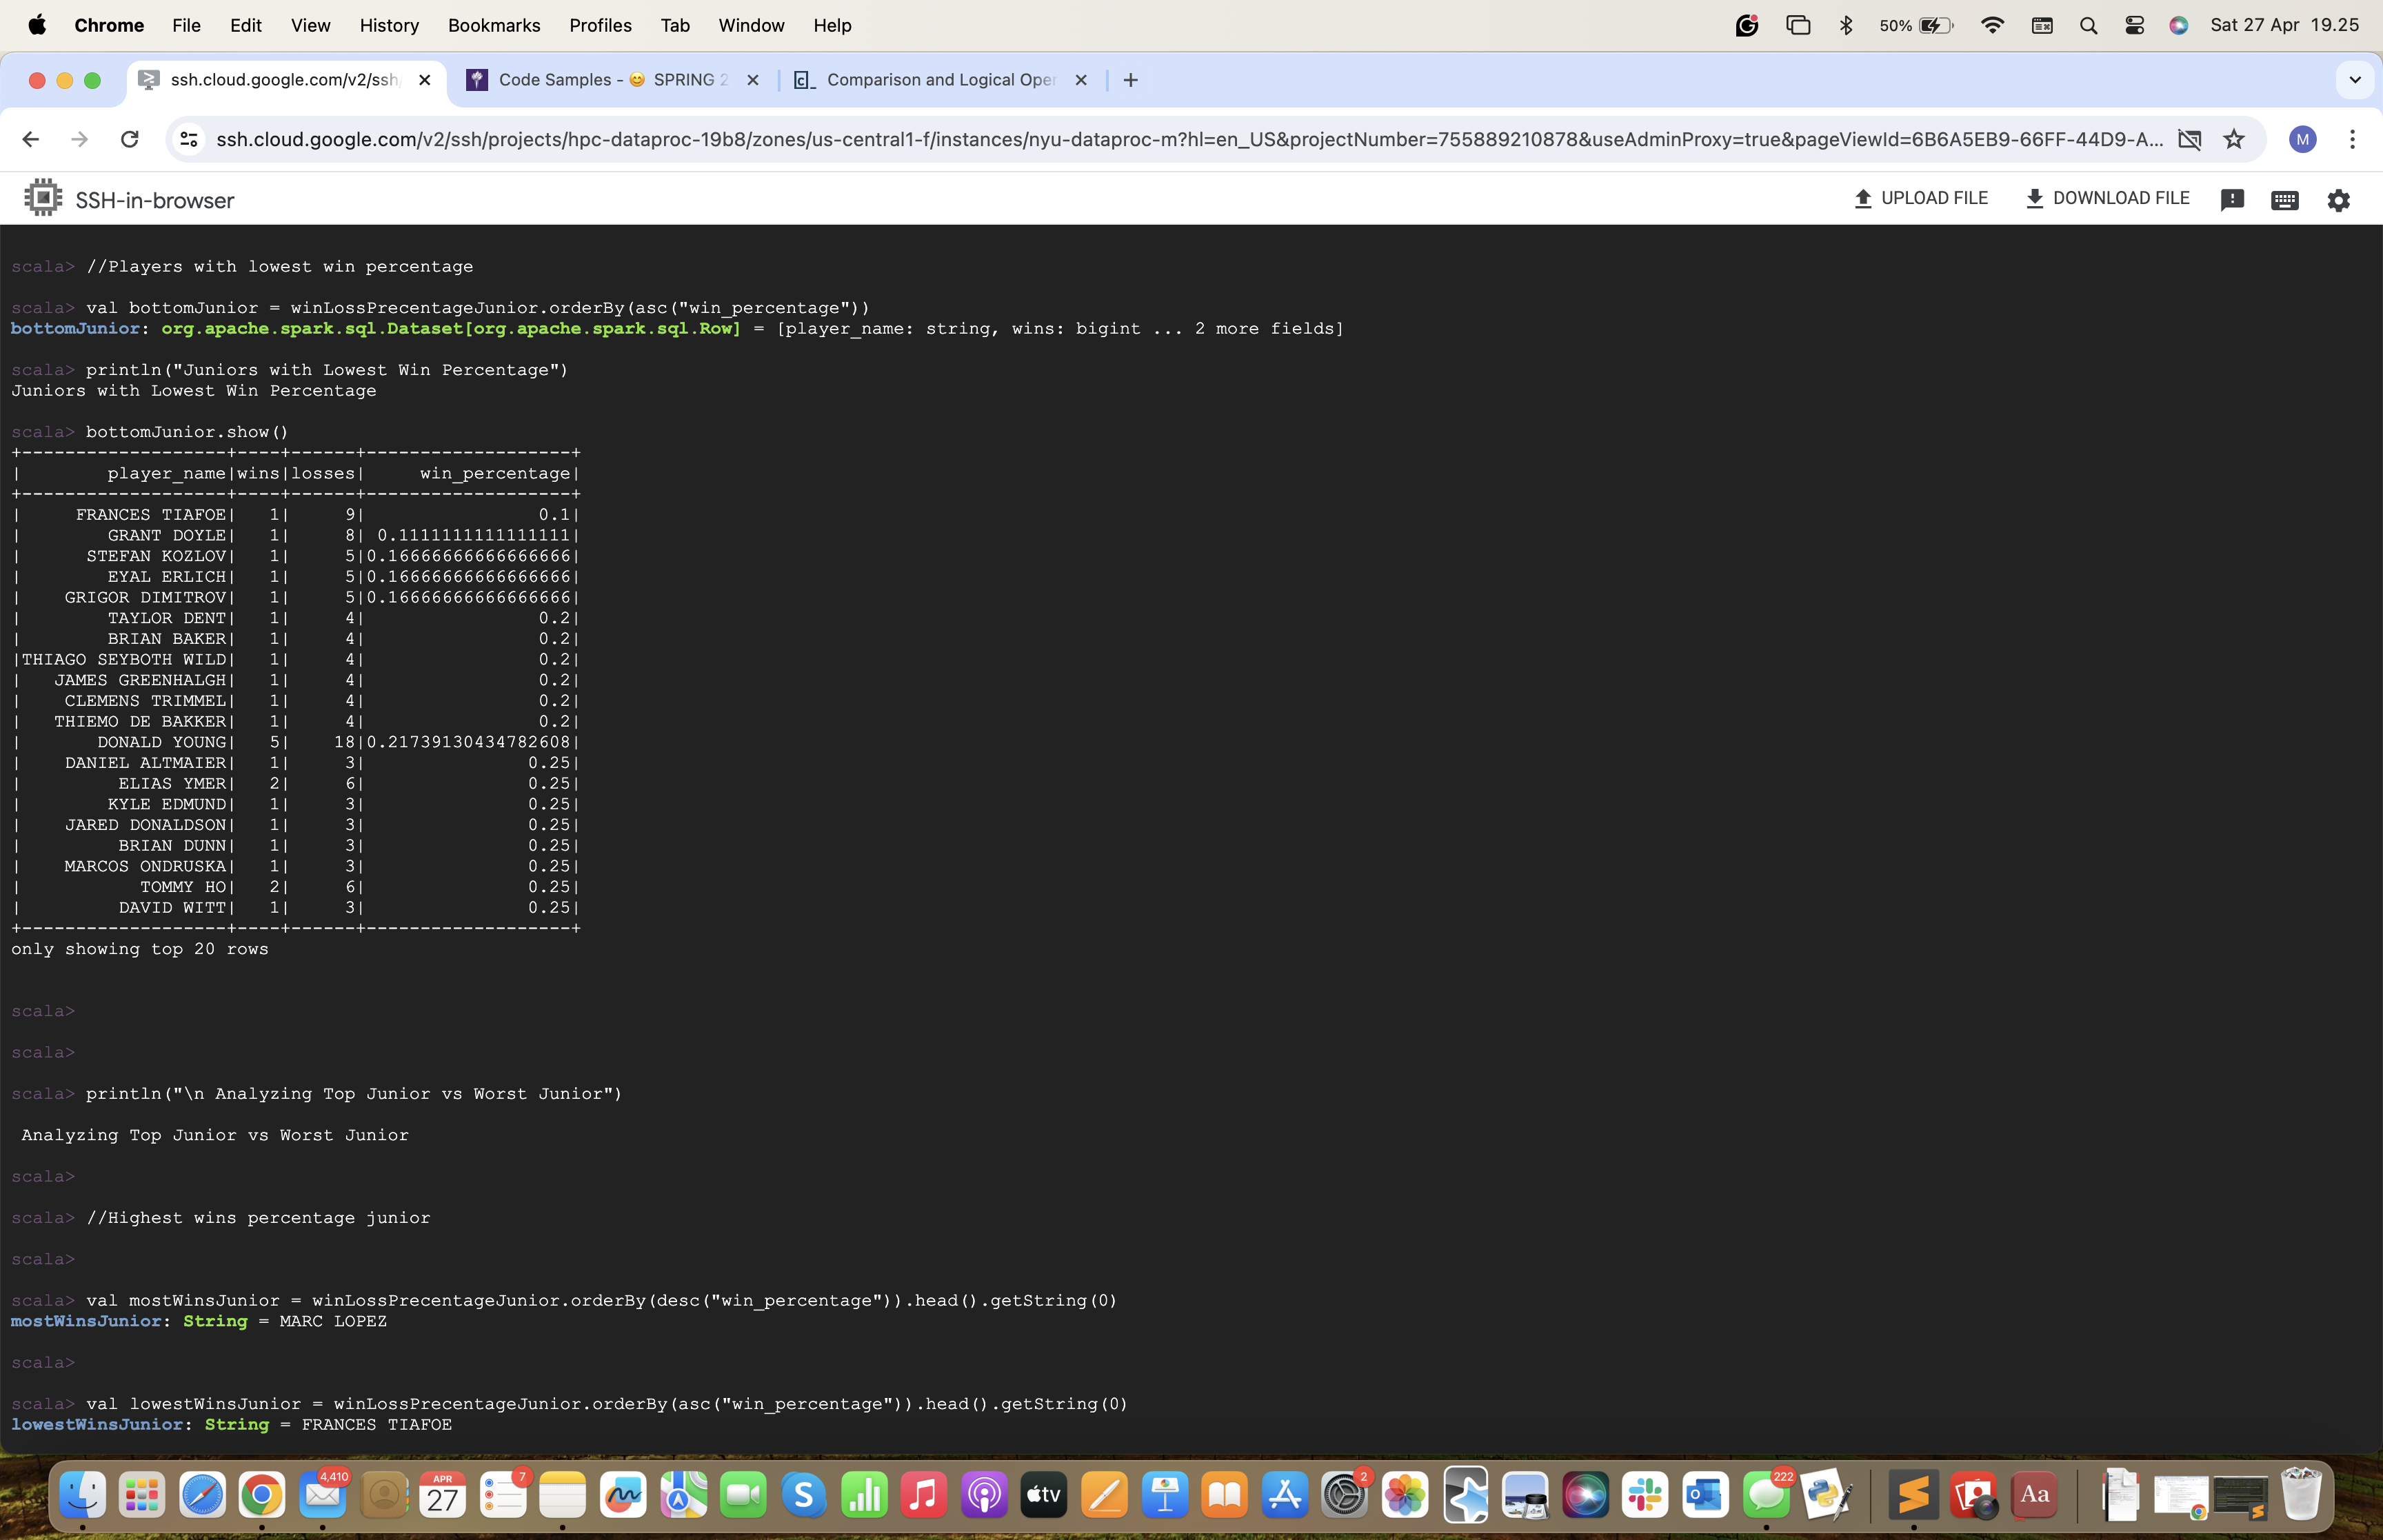 Chrome File Edit View History Bookmarks Profiles Tab Window Help 50% Sat 27 Apr 19.25
ssh.cloud.google.com/v2/ssh/ Code Samples - 😊 SPRING 2 Comparison and Logical Oper
ssh.cloud.google.com/v2/ssh/projects/hpc-dataproc-19b8/zones/us-central1-f/instances/nyu-dataproc-m?hl=en_US&projectNumber=755889210878&useAdminProxy=true&pageViewId=6B6A5EB9-66FF-44D9-A... M
SSH-in-browser UPLOAD FILE DOWNLOAD FILE
scala> //Players with lowest win percentage
scala> val bottomJunior = winLossPrecentageJunior.orderBy(asc("win_percentage"))
bottomJunior: org.apache.spark.sql.Dataset[org.apache.spark.sql.Row] = [player_name: string, wins: bigint ... 2 more fields]
scala> println("Juniors with Lowest Win Percentage")
Juniors with Lowest Win Percentage
scala> bottomJunior.show()
+-------------------+----+------+-------------------+
|        player_name|wins|losses|     win_percentage|
+-------------------+----+------+-------------------+
|     FRANCES TIAFOE|   1|     9|                0.1|
|        GRANT DOYLE|   1|     8| 0.1111111111111111|
|      STEFAN KOZLOV|   1|     5|0.16666666666666666|
|        EYAL ERLICH|   1|     5|0.16666666666666666|
|    GRIGOR DIMITROV|   1|     5|0.16666666666666666|
|        TAYLOR DENT|   1|     4|                0.2|
|        BRIAN BAKER|   1|     4|                0.2|
|THIAGO SEYBOTH WILD|   1|     4|                0.2|
|   JAMES GREENHALGH|   1|     4|                0.2|
|    CLEMENS TRIMMEL|   1|     4|                0.2|
|   THIEMO DE BAKKER|   1|     4|                0.2|
|       DONALD YOUNG|   5|    18|0.21739130434782608|
|    DANIEL ALTMAIER|   1|     3|               0.25|
|         ELIAS YMER|   2|     6|               0.25|
|        KYLE EDMUND|   1|     3|               0.25|
|    JARED DONALDSON|   1|     3|               0.25|
|         BRIAN DUNN|   1|     3|               0.25|
|    MARCOS ONDRUSKA|   1|     3|               0.25|
|           TOMMY HO|   2|     6|               0.25|
|         DAVID WITT|   1|     3|               0.25|
+-------------------+----+------+-------------------+
only showing top 20 rows
scala>
scala>
scala> println("\n Analyzing Top Junior vs Worst Junior")
Analyzing Top Junior vs Worst Junior
scala>
scala> //Highest wins percentage junior
scala>
scala> val mostWinsJunior = winLossPrecentageJunior.orderBy(desc("win_percentage")).head().getString(0)
mostWinsJunior: String = MARC LOPEZ
scala>
scala> val lowestWinsJunior = winLossPrecentageJunior.orderBy(asc("win_percentage")).head().getString(0)
lowestWinsJunior: String = FRANCES TIAFOE
4,410 APR 27 7 tv 2 222 Aa